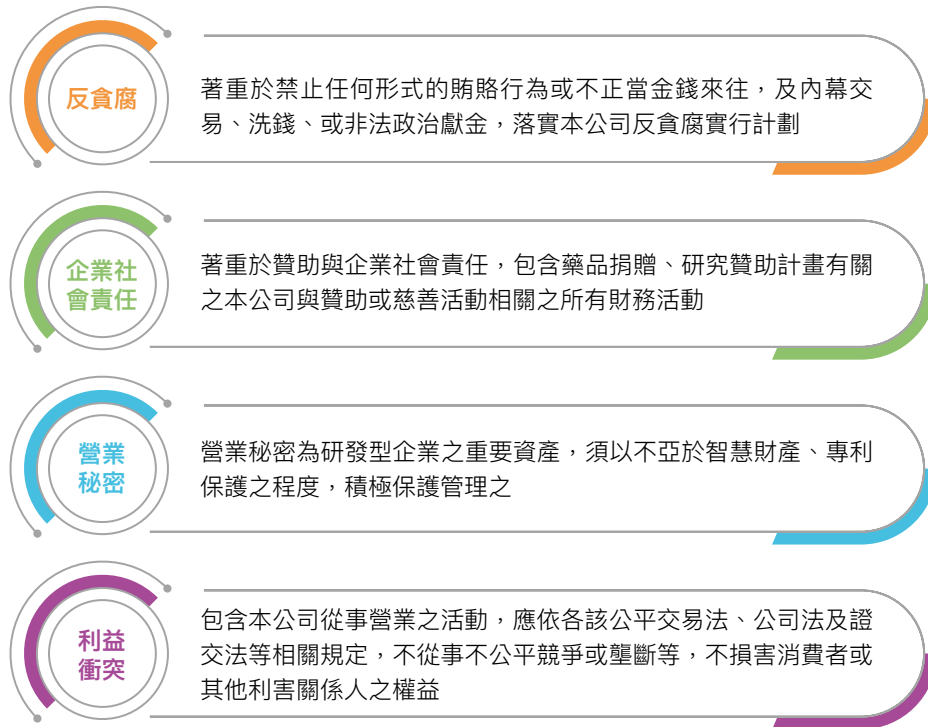 反貪腐
著重於禁止任何形式的賄賂行為或不正當金錢來往，及內幕交
易、洗錢、或非法政治獻金，落實本公司反貪腐實行計劃
企業社
會責任
著重於贊助與企業社會責任，包含藥品捐贈、研究贊助計畫有關
之本公司與贊助或慈善活動相關之所有財務活動
營業
秘密
營業秘密為研發型企業之重要資產，須以不亞於智慧財產、專利
保護之程度，積極保護管理之
利益
衝突
包含本公司從事營業之活動，應依各該公平交易法、公司法及證
交法等相關規定，不從事不公平競爭或壟斷等，不損害消費者或
其他利害關係人之權益